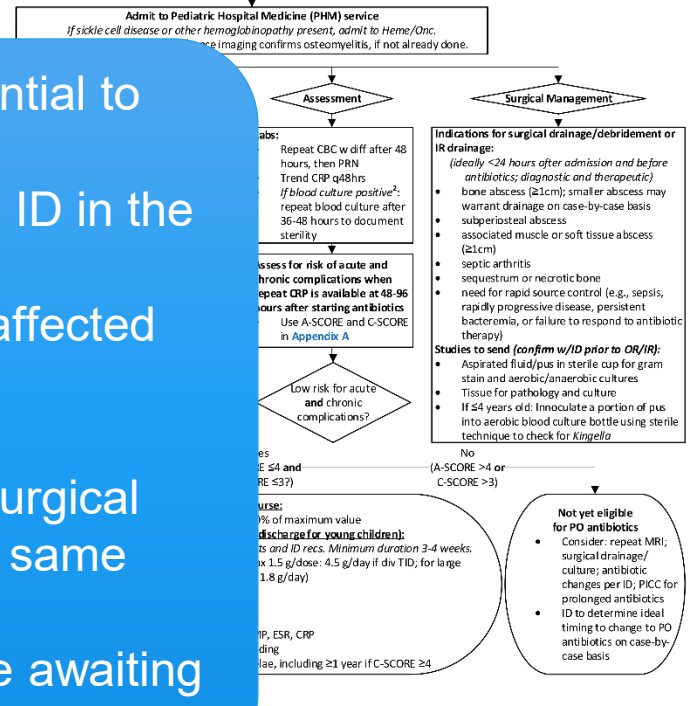 Admit to Pediatric Hospital Medicine (PHM) service
If sickle cell disease or other hemoglobinopathy present, admit to Heme/Onc.
imaging confirms osteomyelitis, if not already done.
ntial to
ID in the
affected
urgical
same
e awaiting
Assessment
abs:
Repeat CBC w diff after 48
hours, then PRN
Trend CRP q48hrs
If blood culture positive²:
repeat blood culture after
36-48 hours to document
sterility
Assess for risk of acute and
chronic complications when
repeat CRP is available at 48-96
hours after starting antibiotics
Use A-SCORE and C-SCORE
in Appendix A
Low risk for acute
and chronic
complications?
Surgical Management
Indications for surgical drainage/debridement or
IR drainage:
(ideally <24 hours after admission and before
antibiotics; diagnostic and therapeutic)
• bone abscess (≥1cm); smaller abscess may
warrant drainage on case-by-case basis
• subperiosteal abscess
• associated muscle or soft tissue abscess
(≥1cm)
• septic arthritis
• sequestrum or necrotic bone
• need for rapid source control (e.g., sepsis,
rapidly progressive disease, persistent
bacteremia, or failure to respond to antibiotic
therapy)
Studies to send (confirm w/ID prior to OR/IR):
• Aspirated fluid/pus in sterile cup for gram
stain and aerobic/anaerobic cultures
• Tissue for pathology and culture
• If ≤4 years old: Innoculate a portion of pus
into aerobic blood culture bottle using sterile
technique to check for Kingella
es
E ≤4 and
RE ≤3?)
No
(A-SCORE >4 or
C-SCORE >3)
urse:
0% of maximum value
discharge for young children):
ts and ID recs. Minimum duration 3-4 weeks.
ax 1.5 g/dose: 4.5 g/day if div TID; for large
1.8 g/day)
MP, ESR, CRP
ding
elae, including ≥1 year if C-SCORE ≥4
Not yet eligible
for PO antibiotics
• Consider: repeat MRI;
surgical drainage/
culture; antibiotic
changes per ID; PICC for
prolonged antibiotics
• ID to determine ideal
timing to change to PO
antibiotics on case-by-
case basis